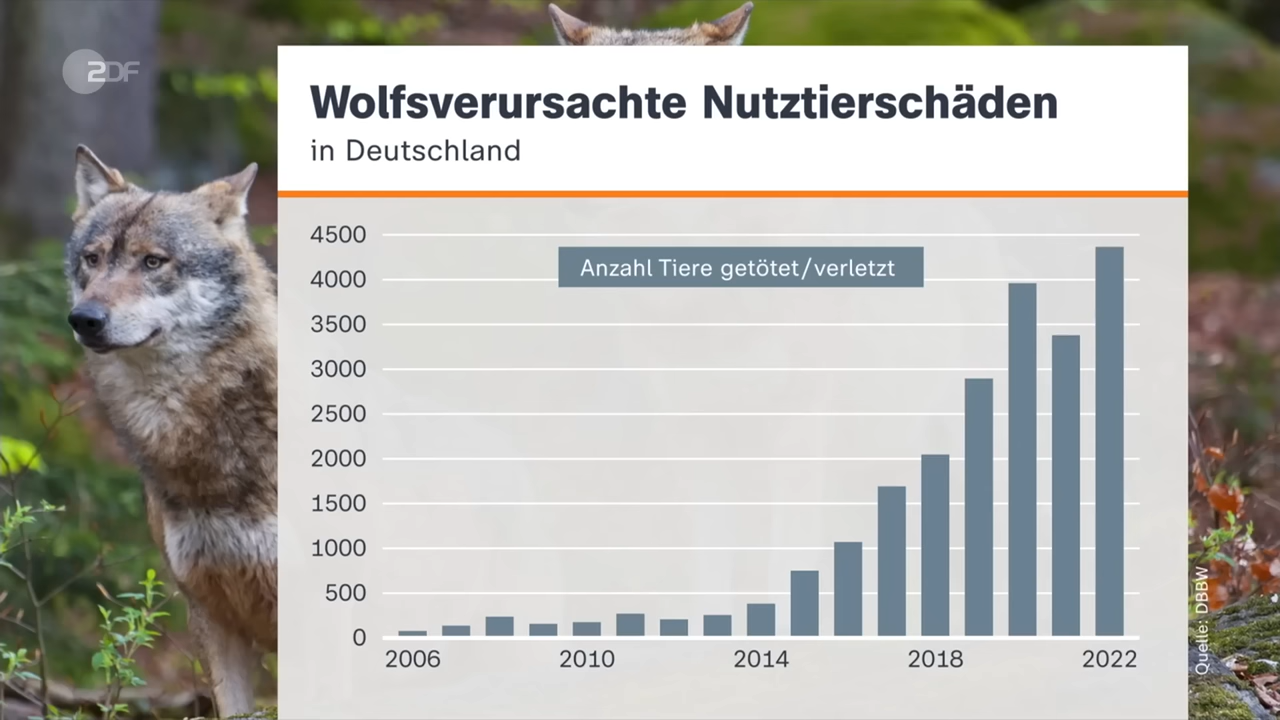 ZDF
Wolfsverursachte Nutztierschäden
in Deutschland
4500
Anzahl Tiere getötet/verletzt
4000
3500
3000
2500
2000
1500
1000
500
0
2006 2010 2014 2018 2022
Quelle: DBBW